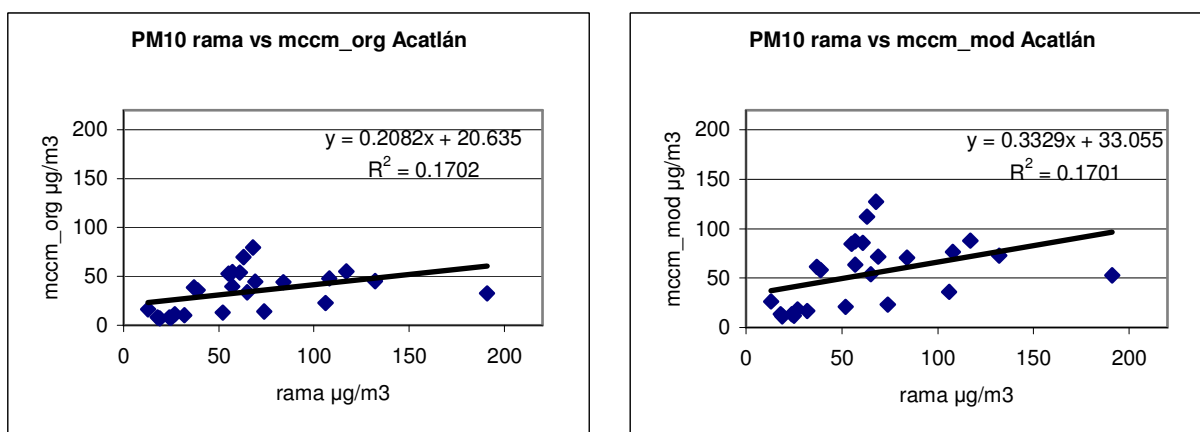 PM10 rama vs mccm_org Acatlán
y = 0.2082x + 20.635
R² = 0.1702
mccm_org µg/m3
200
150
100
50
0
0 50 100 150 200
rama µg/m3
PM10 rama vs mccm_mod Acatlán
y = 0.3329x + 33.055
R² = 0.1701
mccm_mod µg/m3
200
150
100
50
0
0 50 100 150 200
rama µg/m3